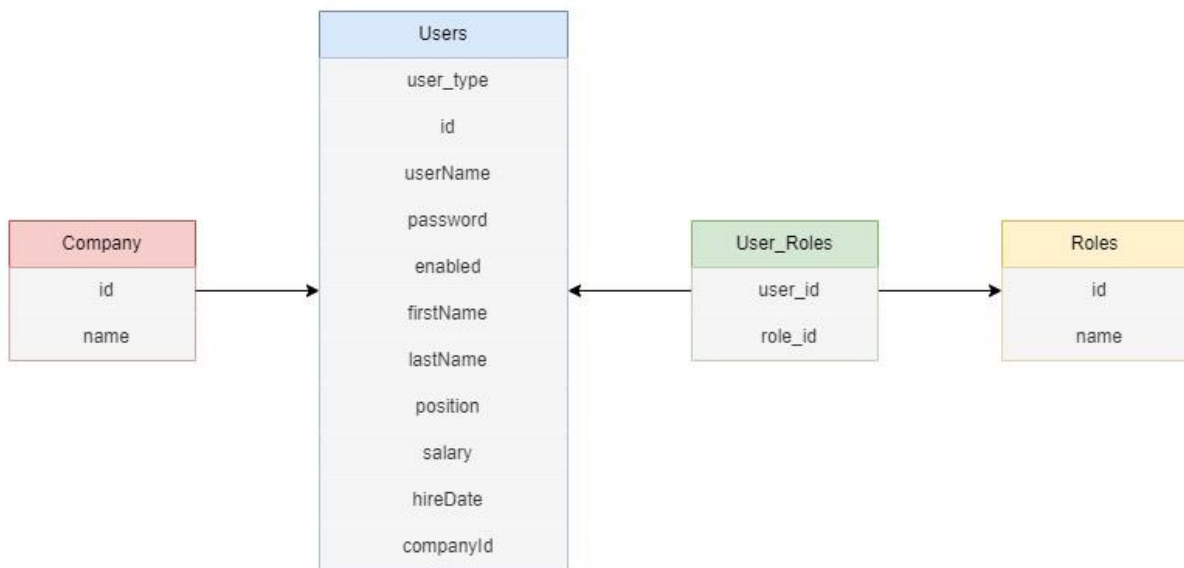 Users
user_type
id
userName
password
enabled
firstName
lastName
position
salary
hireDate
companyId
Company
id
name
User_Roles
user_id
role_id
Roles
id
name